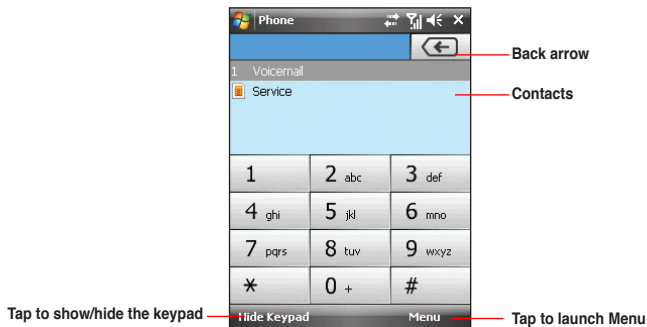 Phone
Back arrow
1 Voicemail
Service
Contacts
1
2 abc
3 def
4 ghi
5 jkl
6 mno
7 pqrs
8 tuv
9 wxyz
*
0 +
#
Tap to show/hide the keypad
Hide Keypad
Menu
Tap to launch Menu